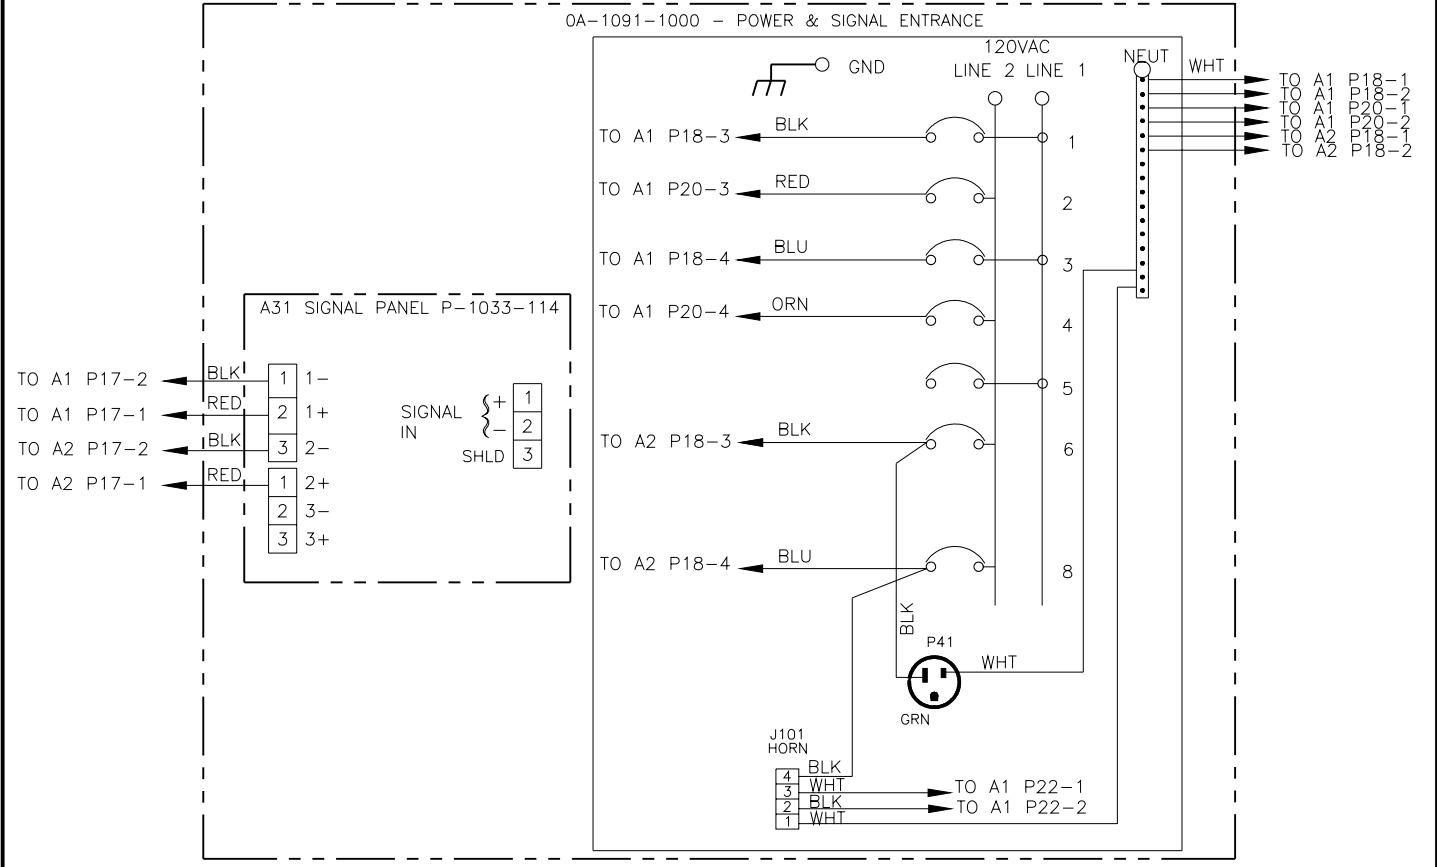 0A-1091-1000 - POWER & SIGNAL ENTRANCE
120VAC
LINE 2 LINE 1
NEUT
GND
WHT
TO A1 P18-1
TO A1 P18-2
TO A1 P20-1
TO A1 P20-2
TO A2 P18-1
TO A2 P18-2
TO A1 P18-3
BLK
1
TO A1 P20-3
RED
2
TO A1 P18-4
BLU
3
TO A1 P20-4
ORN
4
5
TO A2 P18-3
BLK
6
TO A2 P18-4
BLU
8
A31 SIGNAL PANEL P-1033-114
TO A1 P17-2
BLK
1 1-
TO A1 P17-1
RED
2 1+
TO A2 P17-2
BLK
3 2-
TO A2 P17-1
RED
1 2+
2 3-
3 3+
SIGNAL
IN
+ 1
- 2
SHLD 3
BLK
P41
WHT
GRN
J101
HORN
4 BLK
3 WHT TO A1 P22-1
2 BLK TO A1 P22-2
1 WHT